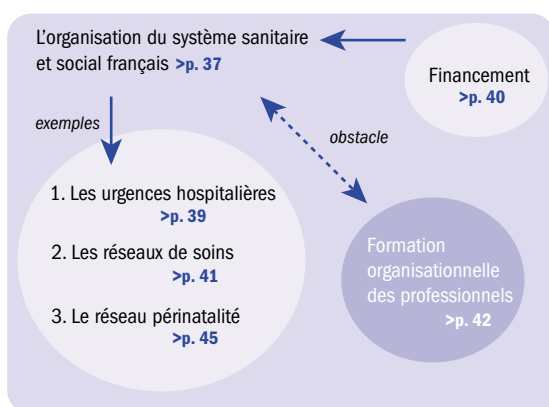 L'organisation du système sanitaire
et social français >p. 37
Financement
>p. 40
exemples
obstacle
1. Les urgences hospitalières
>p. 39
2. Les réseaux de soins
>p. 41
3. Le réseau périnatalité
>p. 45
Formation
organisationnelle
des professionnels
>p. 42